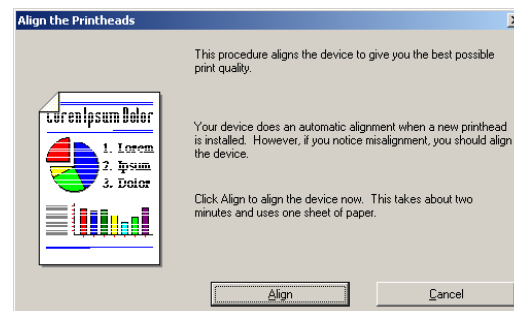 Align the Printheads
This procedure aligns the device to give you the best possible
print quality.
Lorem Ipsum Dolor
1. Lorem
2. Ipsum
3. Dolor
Your device does an automatic alignment when a new printhead
is installed. However, if you notice misalignment, you should align
the device.
Click Align to align the device now. This takes about two
minutes and uses one sheet of paper.
Align
Cancel